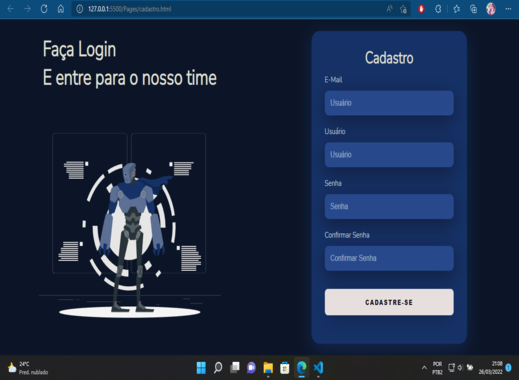 127.0.0.1:5500/Pages/cadastro.html
Faça Login
E entre para o nosso time
Cadastro
E-Mail
Usuário
Usuário
Usuário
Senha
Senha
Confirmar Senha
Confirmar Senha
CADASTRE-SE
24°C
Pred. nublado
POR
PTB2
21:08
26/03/2022